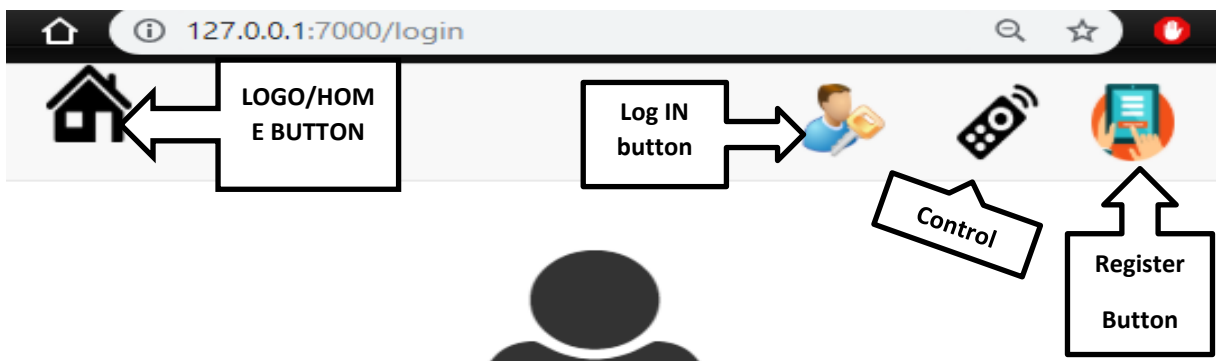 127.0.0.1:7000/login
LOGO/HOM
E BUTTON
Log IN
button
Control
Register
Button